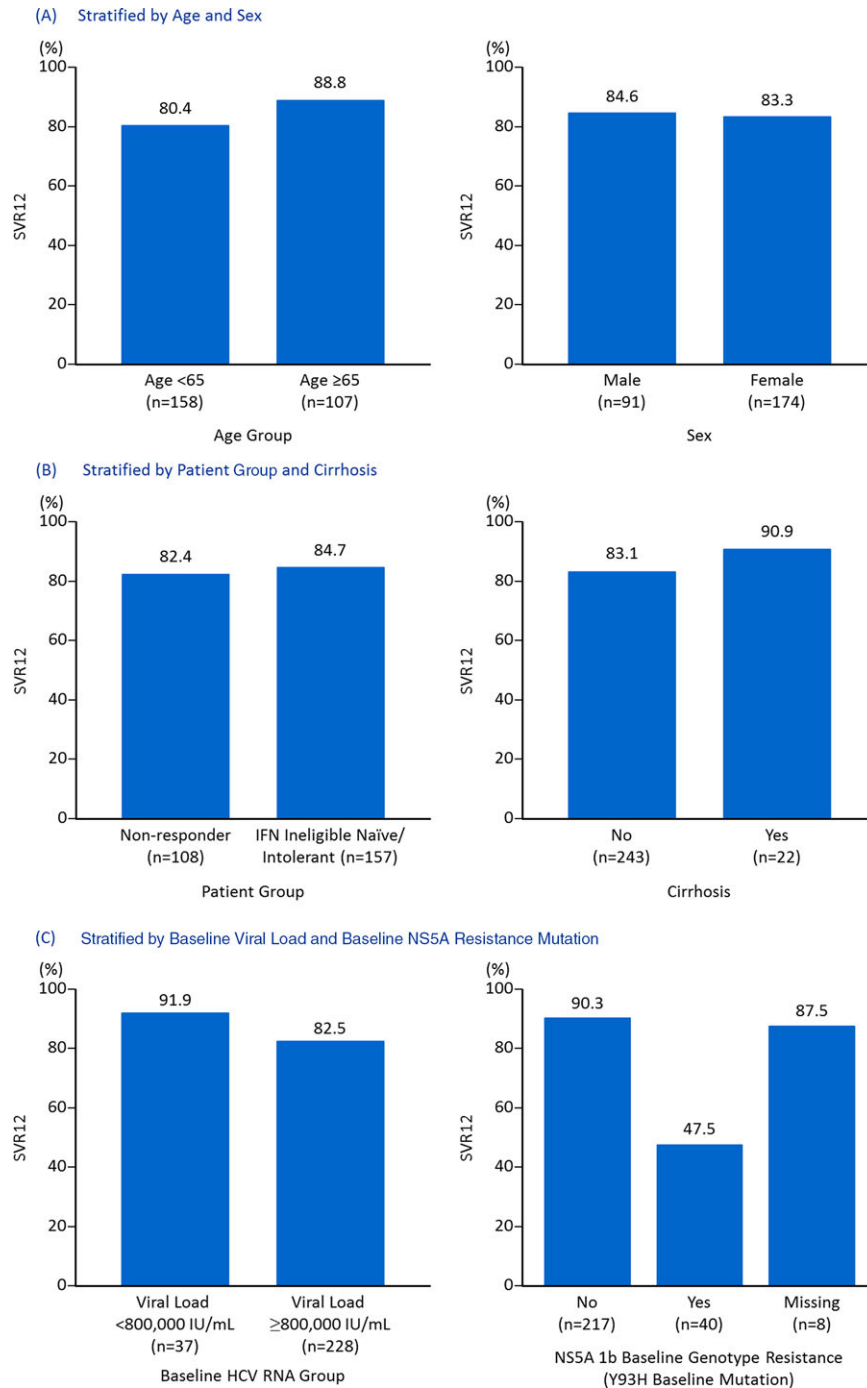 (A) Stratified by Age and Sex
(%)
100
80
60
40
20
0
SVR12
80.4
88.8
Age <65
(n=158)
Age ≥65
(n=107)
Age Group
(%)
100
80
60
40
20
0
SVR12
84.6
83.3
Male
(n=91)
Female
(n=174)
Sex
(B) Stratified by Patient Group and Cirrhosis
(%)
100
80
60
40
20
0
SVR12
82.4
84.7
Non-responder
(n=108)
IFN Ineligible Naïve/
Intolerant (n=157)
Patient Group
(%)
100
80
60
40
20
0
SVR12
83.1
90.9
No
(n=243)
Yes
(n=22)
Cirrhosis
(C) Stratified by Baseline Viral Load and Baseline NS5A Resistance Mutation
(%)
100
80
60
40
20
0
SVR12
91.9
82.5
Viral Load
<800,000 IU/mL
(n=37)
Viral Load
≥800,000 IU/mL
(n=228)
Baseline HCV RNA Group
(%)
100
80
60
40
20
0
SVR12
90.3
47.5
87.5
No
(n=217)
Yes
(n=40)
Missing
(n=8)
NS5A 1b Baseline Genotype Resistance
(Y93H Baseline Mutation)